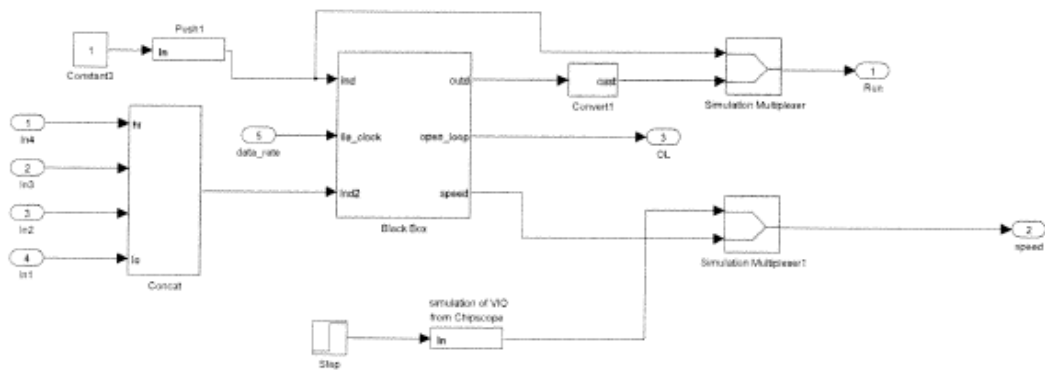 Push1
1
In
Constant3
ind
outd
cast
Convert1
Simulation Multiplexer
1
Run
1
In4
hi
5
data_rate
lle_clock
open_loop
3
OL
2
In3
Ind2
speed
3
In2
Black Box
4
In1
lo
Concat
2
speed
Simulation Multiplexer1
simulation of VIO
from Chipscope
In
Step